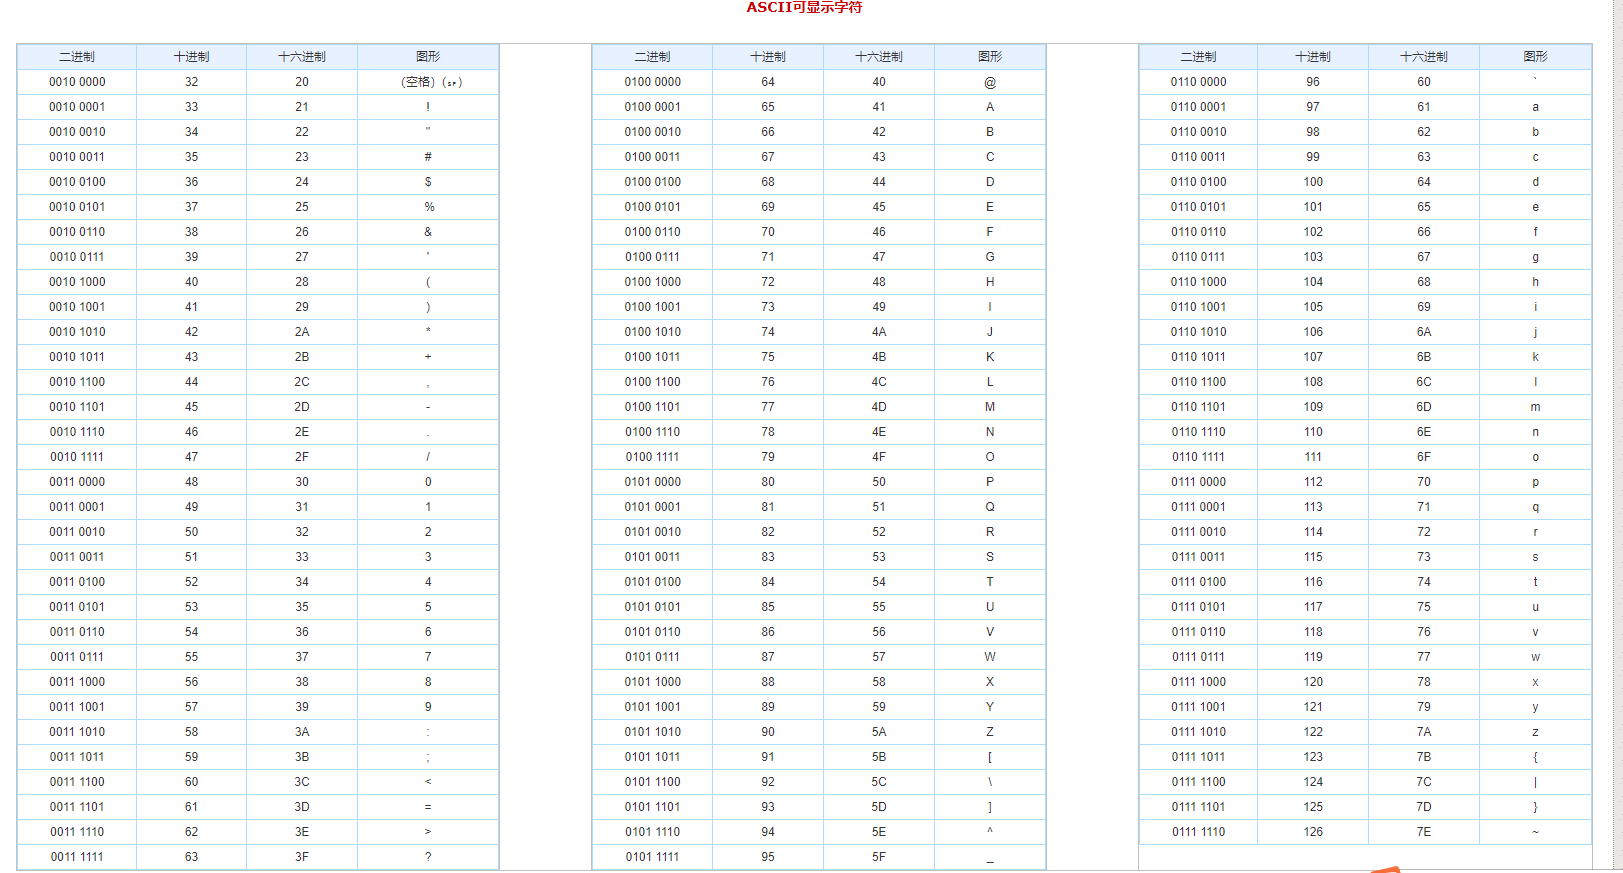 ASCII可显示字符
二进制 十进制 十六进制 图形 二进制 十进制 十六进制 图形 二进制 十进制 十六进制 图形
0010 0000 32 20 (空格) (␠) 0100 0000 64 40 @ 0110 0000 96 60 `
0010 0001 33 21 ! 0100 0001 65 41 A 0110 0001 97 61 a
0010 0010 34 22 " 0100 0010 66 42 B 0110 0010 98 62 b
0010 0011 35 23 # 0100 0011 67 43 C 0110 0011 99 63 c
0010 0100 36 24 $ 0100 0100 68 44 D 0110 0100 100 64 d
0010 0101 37 25 % 0100 0101 69 45 E 0110 0101 101 65 e
0010 0110 38 26 & 0100 0110 70 46 F 0110 0110 102 66 f
0010 0111 39 27 ' 0100 0111 71 47 G 0110 0111 103 67 g
0010 1000 40 28 ( 0100 1000 72 48 H 0110 1000 104 68 h
0010 1001 41 29 ) 0100 1001 73 49 I 0110 1001 105 69 i
0010 1010 42 2A * 0100 1010 74 4A J 0110 1010 106 6A j
0010 1011 43 2B + 0100 1011 75 4B K 0110 1011 107 6B k
0010 1100 44 2C , 0100 1100 76 4C L 0110 1100 108 6C l
0010 1101 45 2D - 0100 1101 77 4D M 0110 1101 109 6D m
0010 1110 46 2E . 0100 1110 78 4E N 0110 1110 110 6E n
0010 1111 47 2F / 0100 1111 79 4F O 0110 1111 111 6F o
0011 0000 48 30 0 0101 0000 80 50 P 0111 0000 112 70 p
0011 0001 49 31 1 0101 0001 81 51 Q 0111 0001 113 71 q
0011 0010 50 32 2 0101 0010 82 52 R 0111 0010 114 72 r
0011 0011 51 33 3 0101 0011 83 53 S 0111 0011 115 73 s
0011 0100 52 34 4 0101 0100 84 54 T 0111 0100 116 74 t
0011 0101 53 35 5 0101 0101 85 55 U 0111 0101 117 75 u
0011 0110 54 36 6 0101 0110 86 56 V 0111 0110 118 76 v
0011 0111 55 37 7 0101 0111 87 57 W 0111 0111 119 77 w
0011 1000 56 38 8 0101 1000 88 58 X 0111 1000 120 78 x
0011 1001 57 39 9 0101 1001 89 59 Y 0111 1001 121 79 y
0011 1010 58 3A : 0101 1010 90 5A Z 0111 1010 122 7A z
0011 1011 59 3B ; 0101 1011 91 5B [ 0111 1011 123 7B {
0011 1100 60 3C < 0101 1100 92 5C \ 0111 1100 124 7C |
0011 1101 61 3D = 0101 1101 93 5D ] 0111 1101 125 7D }
0011 1110 62 3E > 0101 1110 94 5E ^ 0111 1110 126 7E ~
0011 1111 63 3F ? 0101 1111 95 5F _